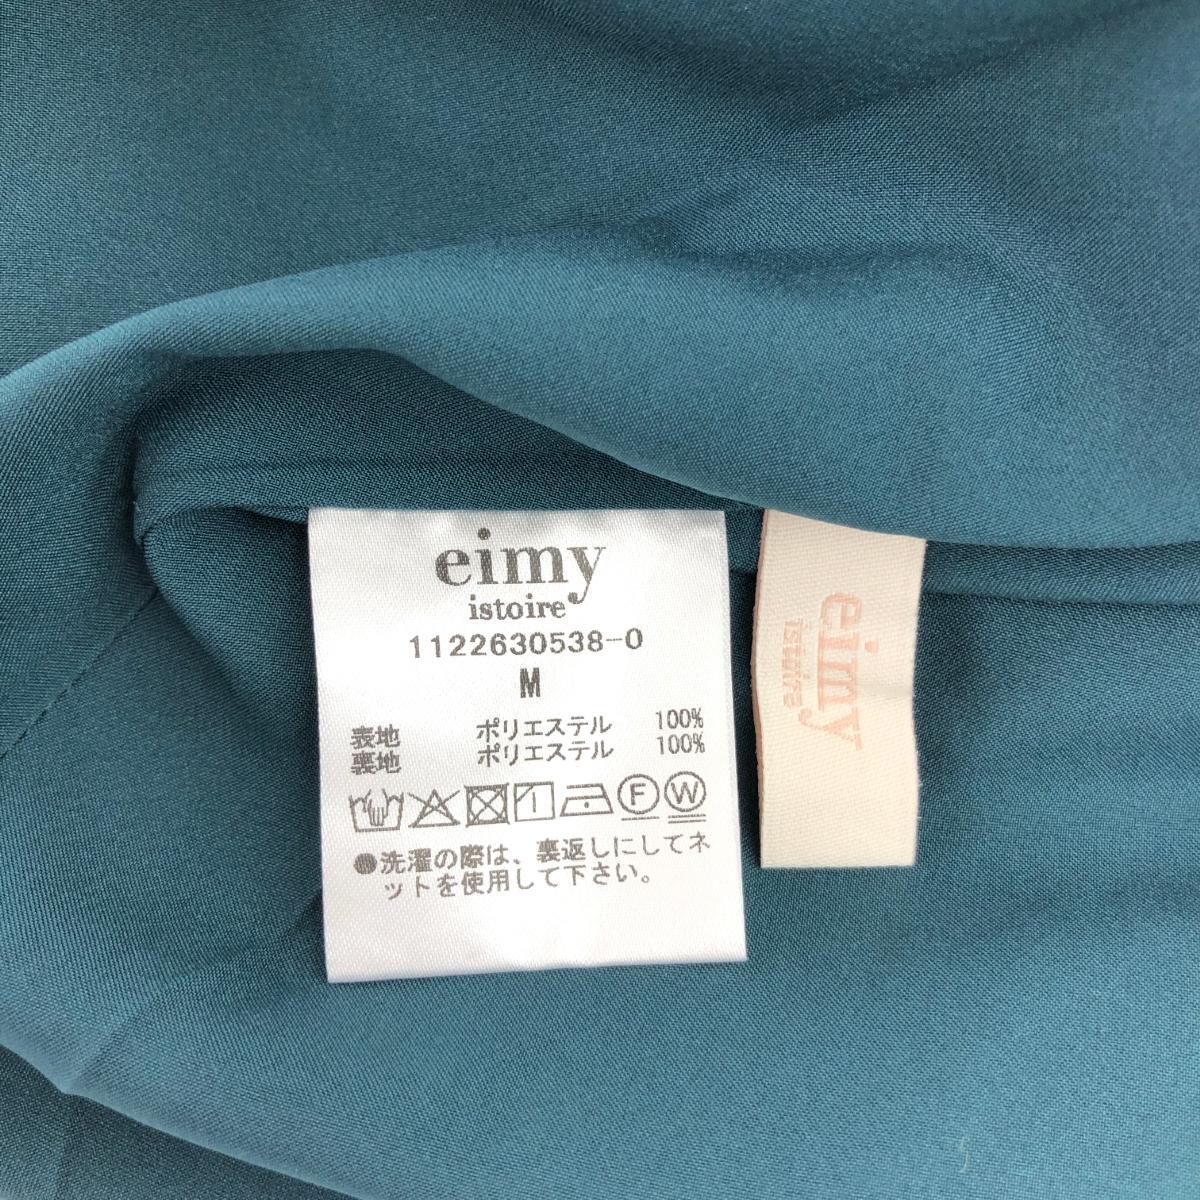 eimy
istoire
1122630538-0
M
表地 ポリエステル 100%
裏地 ポリエステル 100%
F W
●洗濯の際は、裏返しにしてネ
ットを使用して下さい。
eimy
istoire